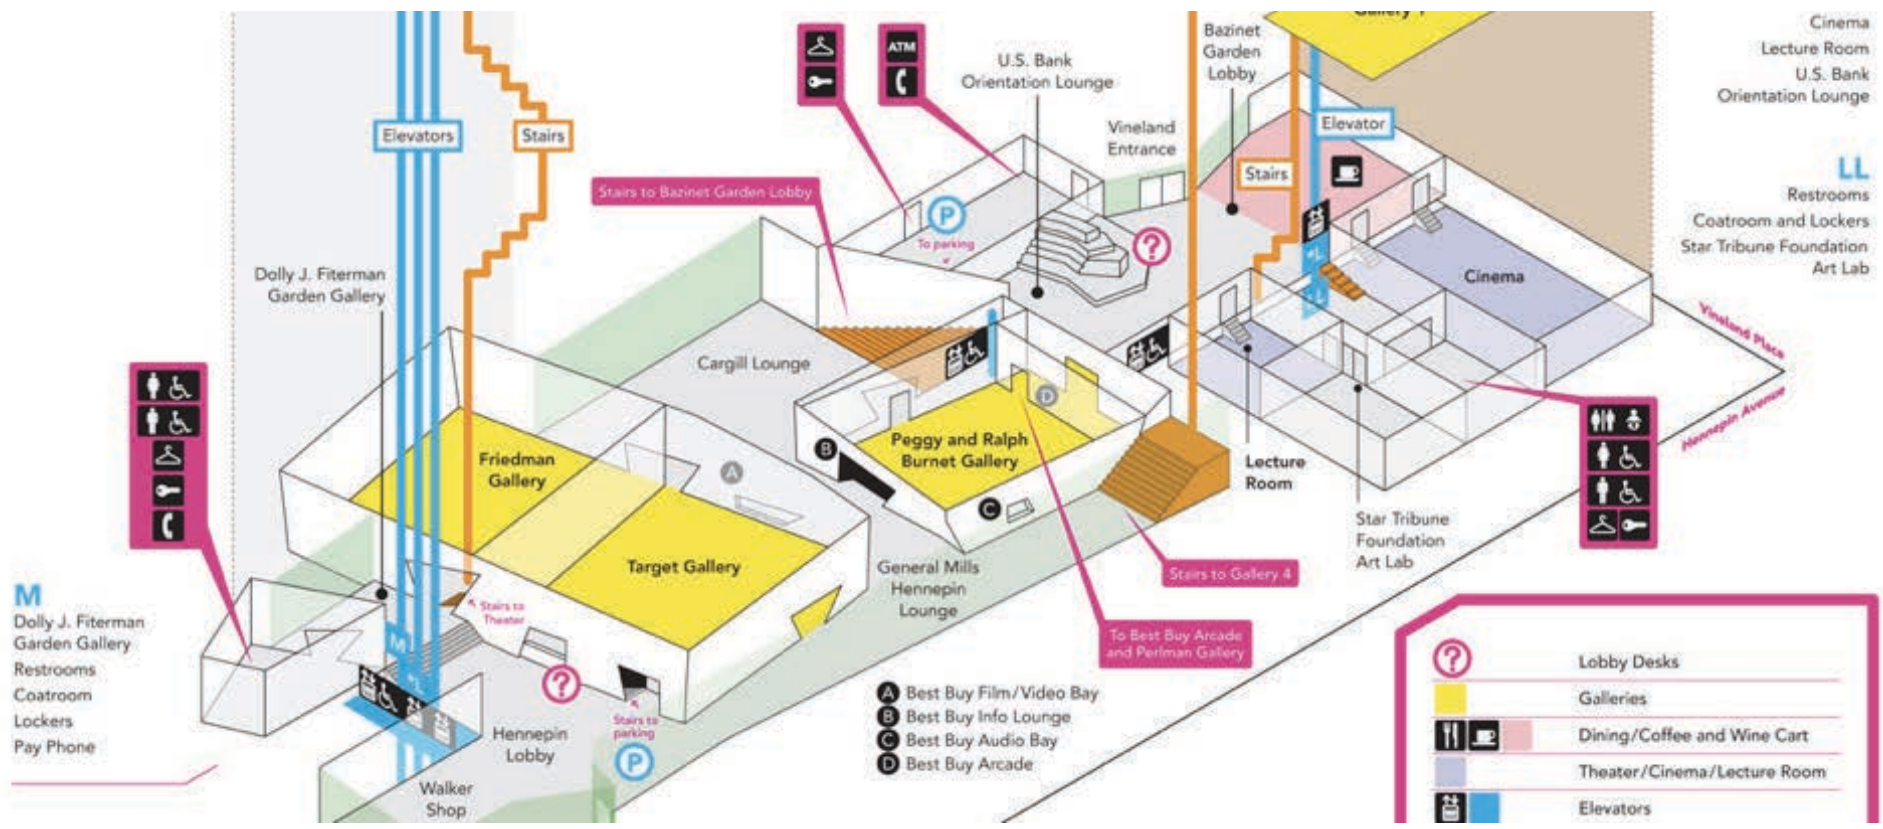 Gallery 4
Cinema
Lecture Room
U.S. Bank
Orientation Lounge
LL
Restrooms
Coatroom and Lockers
Star Tribune Foundation
Art Lab
Elevators
Stairs
ATM
U.S. Bank
Orientation Lounge
Bazinet
Garden
Lobby
Vineland
Entrance
Elevator
Stairs
Stairs to Bazinet Garden Lobby
P
To parking
?
Dolly J. Fiterman
Garden Gallery
Cargill Lounge
Cinema
*L
LL
Vineland Place
Hennepin Avenue
Friedman
Gallery
A
B
Peggy and Ralph
Burnet Gallery
D
C
Lecture
Room
Target Gallery
General Mills
Hennepin
Lounge
Stairs to Gallery 4
Star Tribune
Foundation
Art Lab
To Best Buy Arcade
and Perlman Gallery
M
Dolly J. Fiterman
Garden Gallery
Restrooms
Coatroom
Lockers
Pay Phone
Stairs to
Theater
M
*L
?
Hennepin
Lobby
Stairs to
parking
P
Walker
Shop
A Best Buy Film/Video Bay
B Best Buy Info Lounge
C Best Buy Audio Bay
D Best Buy Arcade
? Lobby Desks
Galleries
Dining/Coffee and Wine Cart
Theater/Cinema/Lecture Room
Elevators